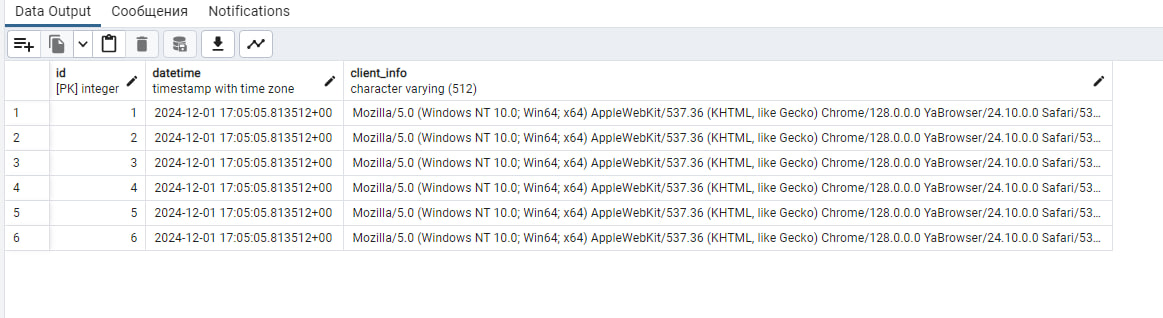 Data Output Сообщения Notifications
id datetime client_info
[PK] integer timestamp with time zone character varying (512)
1 1 2024-12-01 17:05:05.813512+00 Mozilla/5.0 (Windows NT 10.0; Win64; x64) AppleWebKit/537.36 (KHTML, like Gecko) Chrome/128.0.0.0 YaBrowser/24.10.0.0 Safari/53...
2 2 2024-12-01 17:05:05.813512+00 Mozilla/5.0 (Windows NT 10.0; Win64; x64) AppleWebKit/537.36 (KHTML, like Gecko) Chrome/128.0.0.0 YaBrowser/24.10.0.0 Safari/53...
3 3 2024-12-01 17:05:05.813512+00 Mozilla/5.0 (Windows NT 10.0; Win64; x64) AppleWebKit/537.36 (KHTML, like Gecko) Chrome/128.0.0.0 YaBrowser/24.10.0.0 Safari/53...
4 4 2024-12-01 17:05:05.813512+00 Mozilla/5.0 (Windows NT 10.0; Win64; x64) AppleWebKit/537.36 (KHTML, like Gecko) Chrome/128.0.0.0 YaBrowser/24.10.0.0 Safari/53...
5 5 2024-12-01 17:05:05.813512+00 Mozilla/5.0 (Windows NT 10.0; Win64; x64) AppleWebKit/537.36 (KHTML, like Gecko) Chrome/128.0.0.0 YaBrowser/24.10.0.0 Safari/53...
6 6 2024-12-01 17:05:05.813512+00 Mozilla/5.0 (Windows NT 10.0; Win64; x64) AppleWebKit/537.36 (KHTML, like Gecko) Chrome/128.0.0.0 YaBrowser/24.10.0.0 Safari/53...